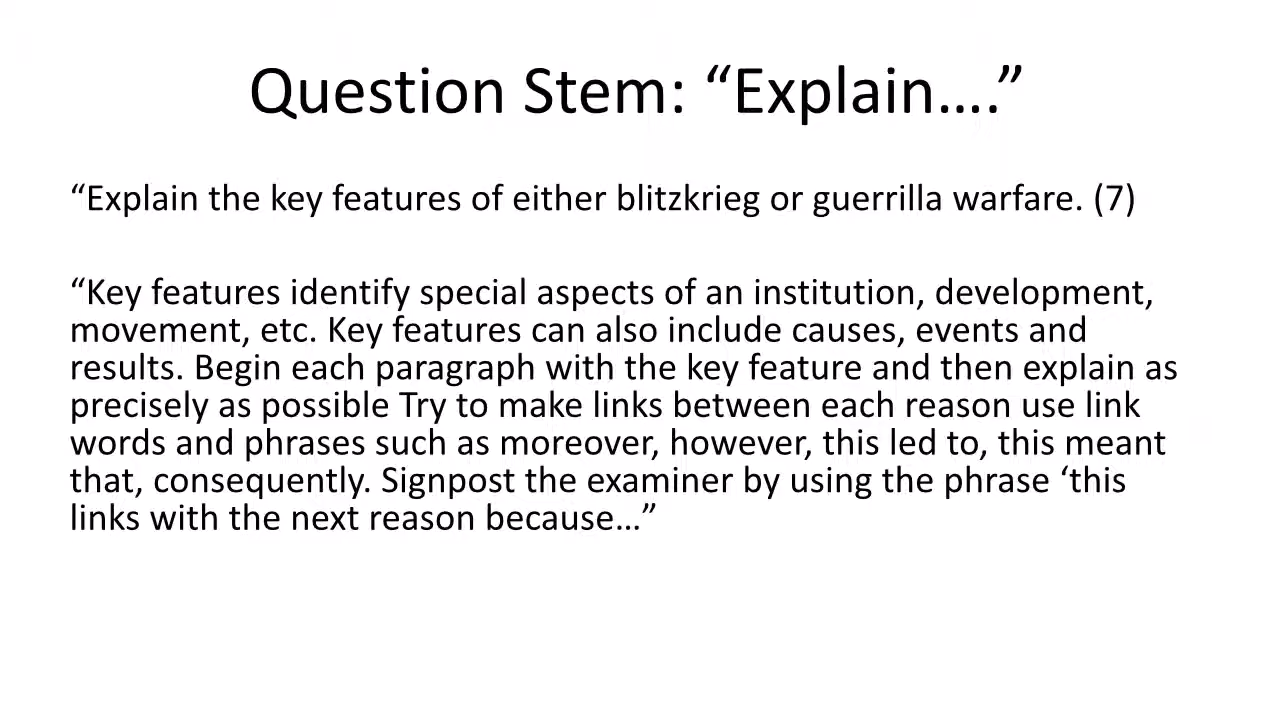 Question Stem: “Explain….”
“Explain the key features of either blitzkrieg or guerrilla warfare. (7)
“Key features identify special aspects of an institution, development,
movement, etc. Key features can also include causes, events and
results. Begin each paragraph with the key feature and then explain as
precisely as possible Try to make links between each reason use link
words and phrases such as moreover, however, this led to, this meant
that, consequently. Signpost the examiner by using the phrase ‘this
links with the next reason because…”